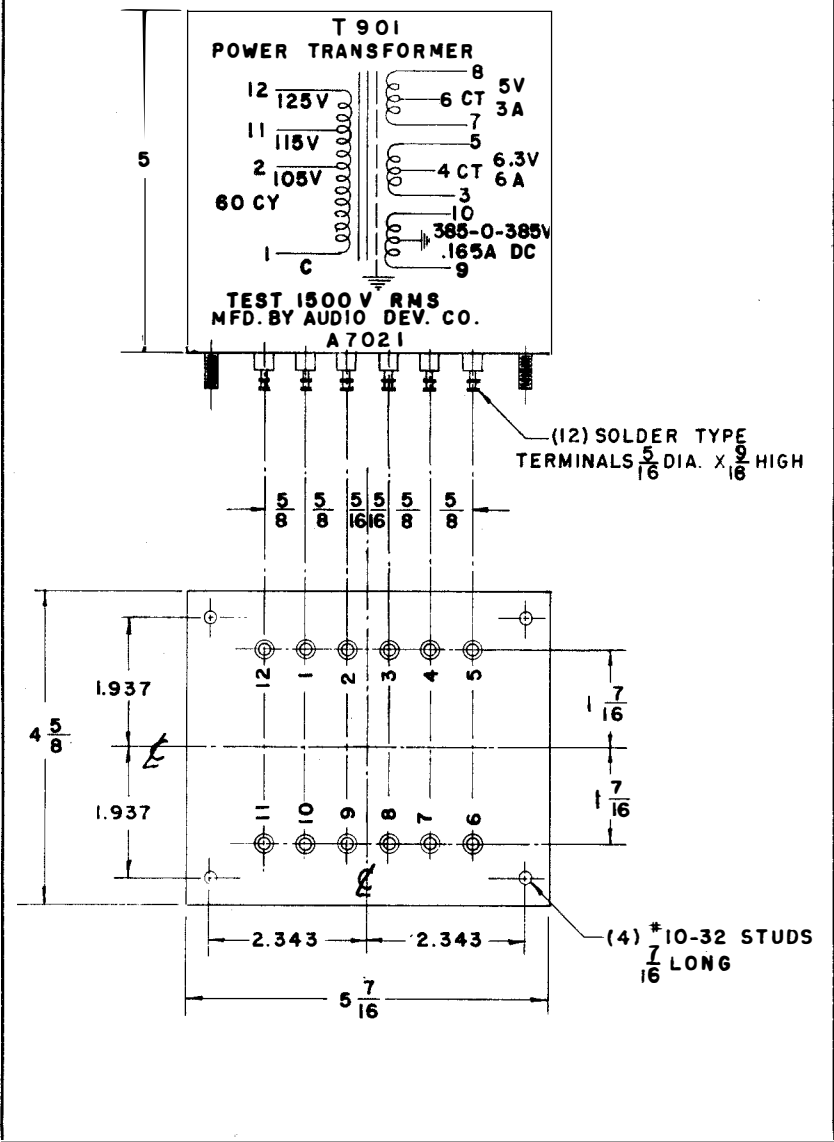 T 901
POWER TRANSFORMER
12 125V
11 115V
2 105V
60 CY
1 C
8
6 CT 5V 3A
7
5
4 CT 6.3V 6A
3
10
385-0-385V
.165A DC
9
TEST 1500 V RMS
MFD. BY AUDIO DEV. CO.
A7021
5
(12) SOLDER TYPE
TERMINALS 5/16 DIA. X 9/16 HIGH
5/8 5/8 5/16 5/16 5/8 5/8
12 1 2 3 4 5
1.937
1 7/16
4 5/8
℄
1.937
1 7/16
11 10 9 8 7 6
℄
2.343 2.343
(4) #10-32 STUDS
7/16 LONG
5 7/16